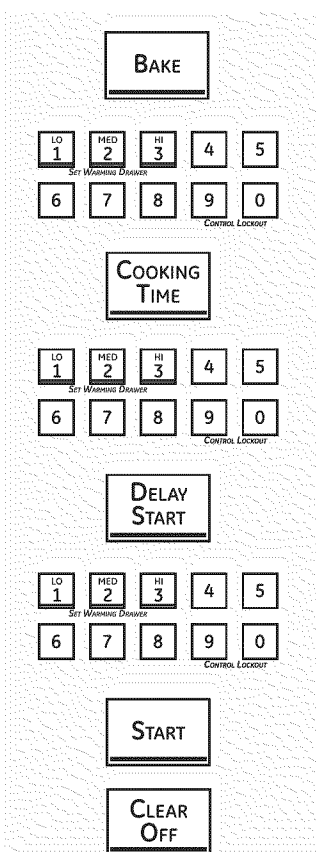 BAKE
LO MED HI
1 2 3 4 5
SET WARMING DRAWER
6 7 8 9 0
CONTROL LOCKOUT
COOKING
TIME
LO MED HI
1 2 3 4 5
SET WARMING DRAWER
6 7 8 9 0
CONTROL LOCKOUT
DELAY
START
LO MED HI
1 2 3 4 5
SET WARMING DRAWER
6 7 8 9 0
CONTROL LOCKOUT
START
CLEAR
OFF